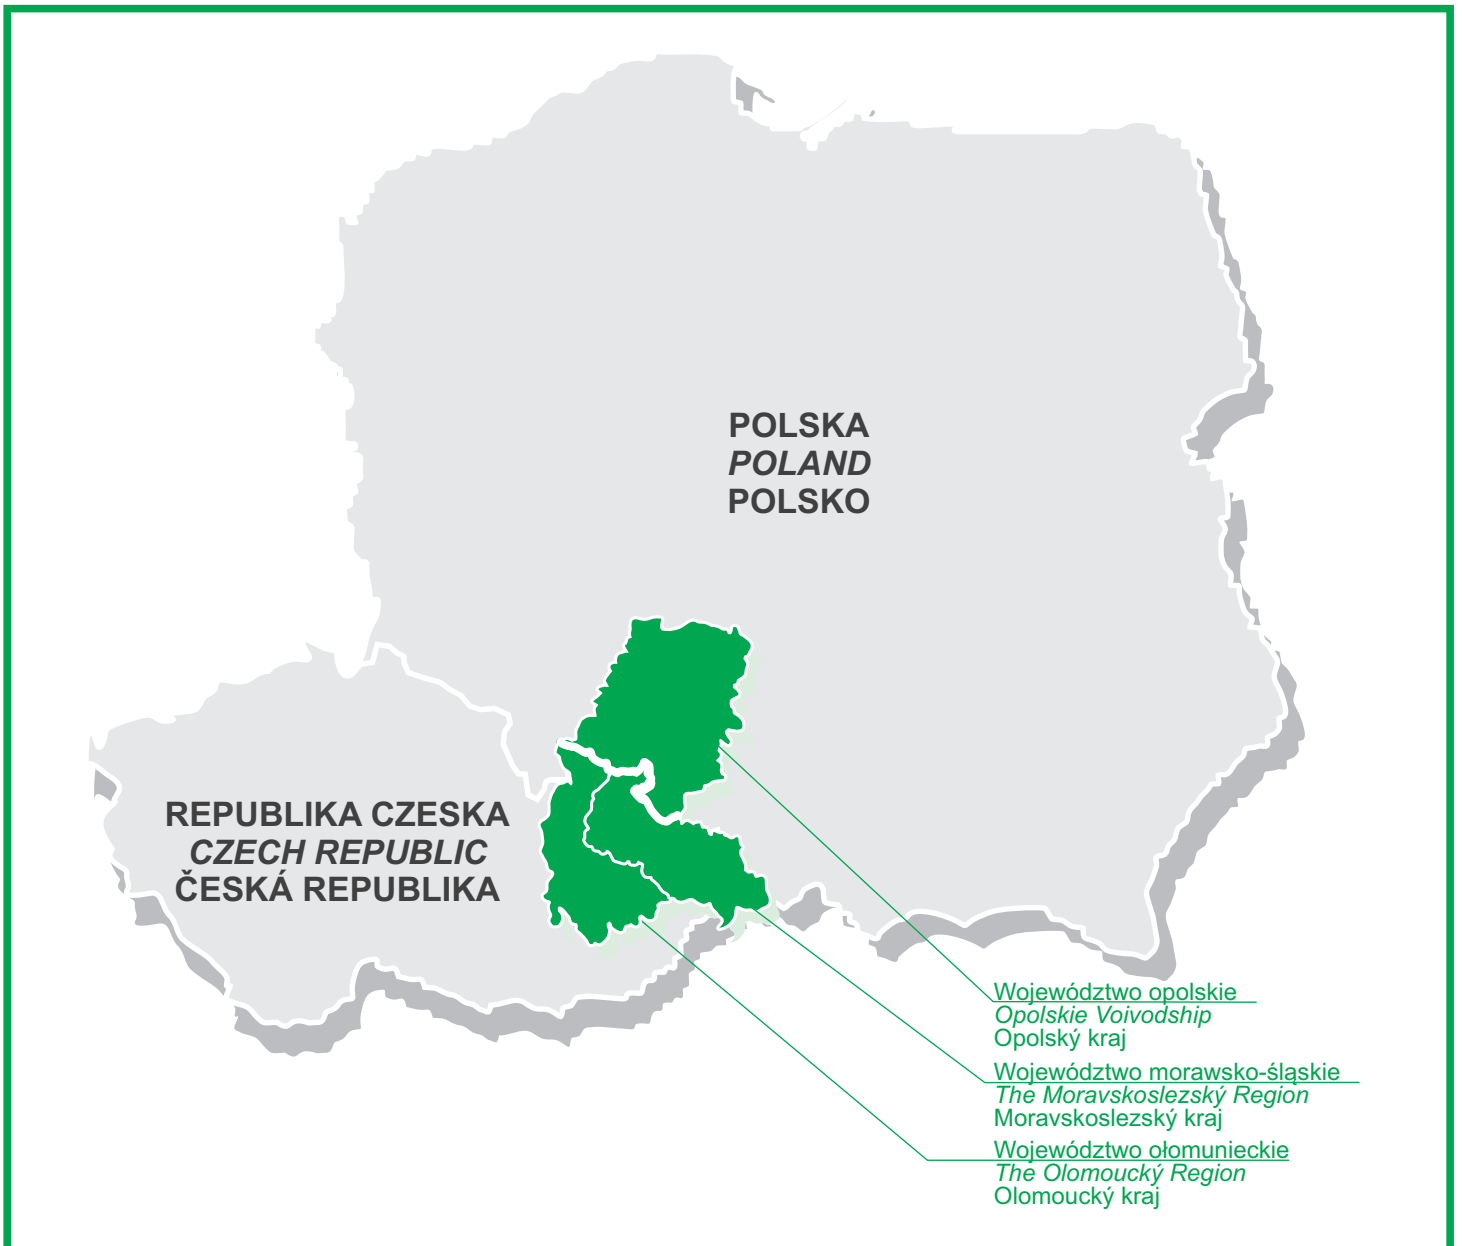 POLSKA
POLAND
POLSKO
REPUBLIKA CZESKA
CZECH REPUBLIC
ČESKÁ REPUBLIKA
Województwo opolskie
Opolskie Voivodship
Opolský kraj
Województwo morawsko-śląskie
The Moravskoslezský Region
Moravskoslezský kraj
Województwo ołomunieckie
The Olomoucký Region
Olomoucký kraj